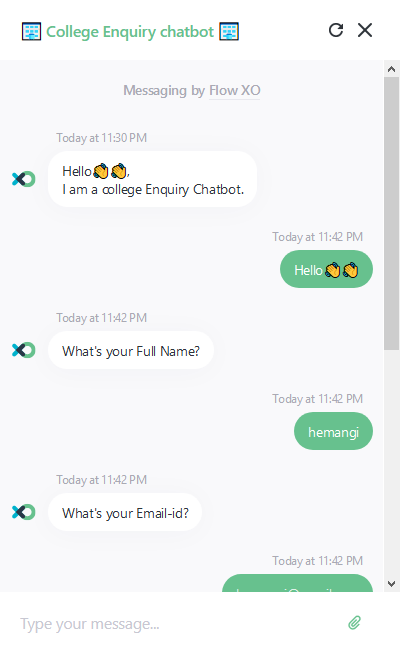 College Enquiry chatbot
Messaging by Flow XO
Today at 11:30 PM
Hello👏👏,
I am a college Enquiry Chatbot.
Today at 11:42 PM
Hello👏👏
Today at 11:42 PM
What's your Full Name?
Today at 11:42 PM
hemangi
Today at 11:42 PM
What's your Email-id?
Today at 11:42 PM
Type your message...